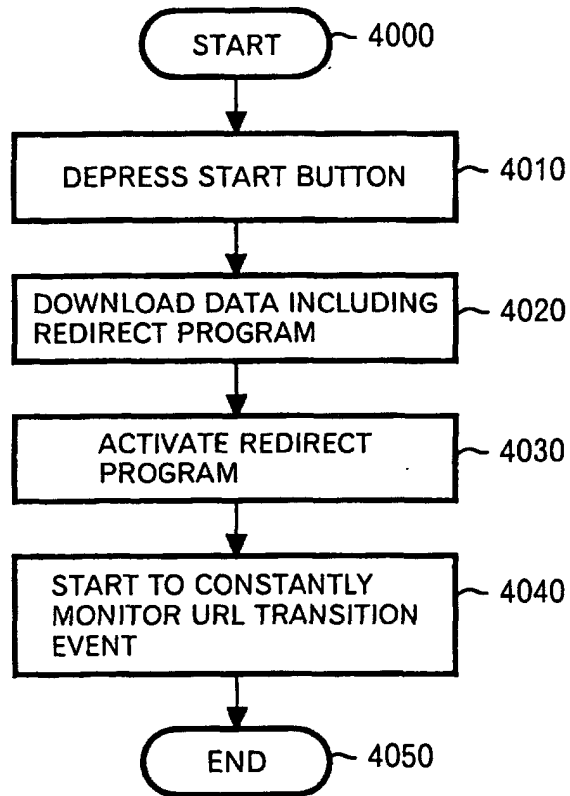 START
4000
DEPRESS START BUTTON
4010
DOWNLOAD DATA INCLUDING
REDIRECT PROGRAM
4020
ACTIVATE REDIRECT
PROGRAM
4030
START TO CONSTANTLY
MONITOR URL TRANSITION
EVENT
4040
END
4050